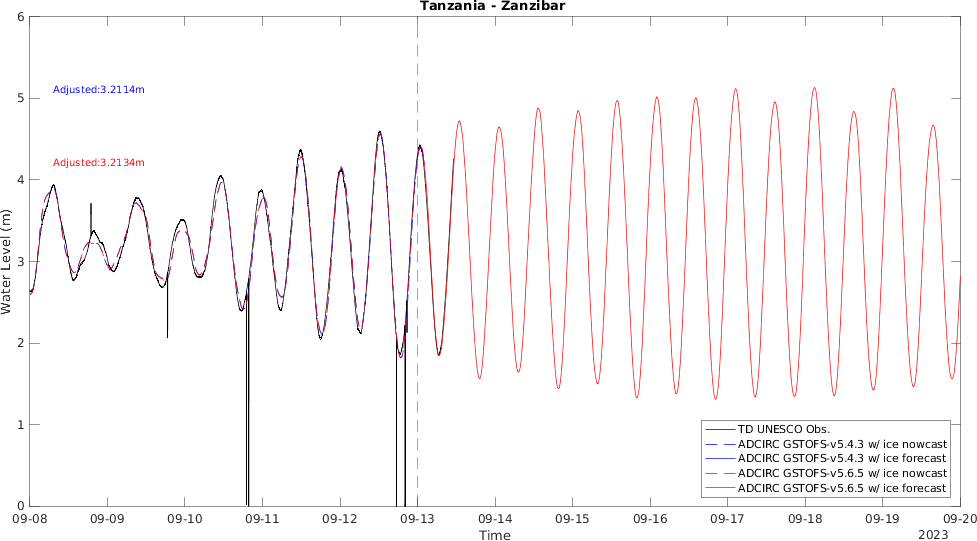 Tanzania - Zanzibar
6
5
4
3
2
1
0
Water Level (m)
Adjusted:3.2114m
Adjusted:3.2134m
TD UNESCO Obs.
ADCIRC GSTOFS-v5.4.3 w/ ice nowcast
ADCIRC GSTOFS-v5.4.3 w/ ice forecast
ADCIRC GSTOFS-v5.6.5 w/ ice nowcast
ADCIRC GSTOFS-v5.6.5 w/ ice forecast
09-08 09-09 09-10 09-11 09-12 09-13 09-14 09-15 09-16 09-17 09-18 09-19 09-20
Time
2023